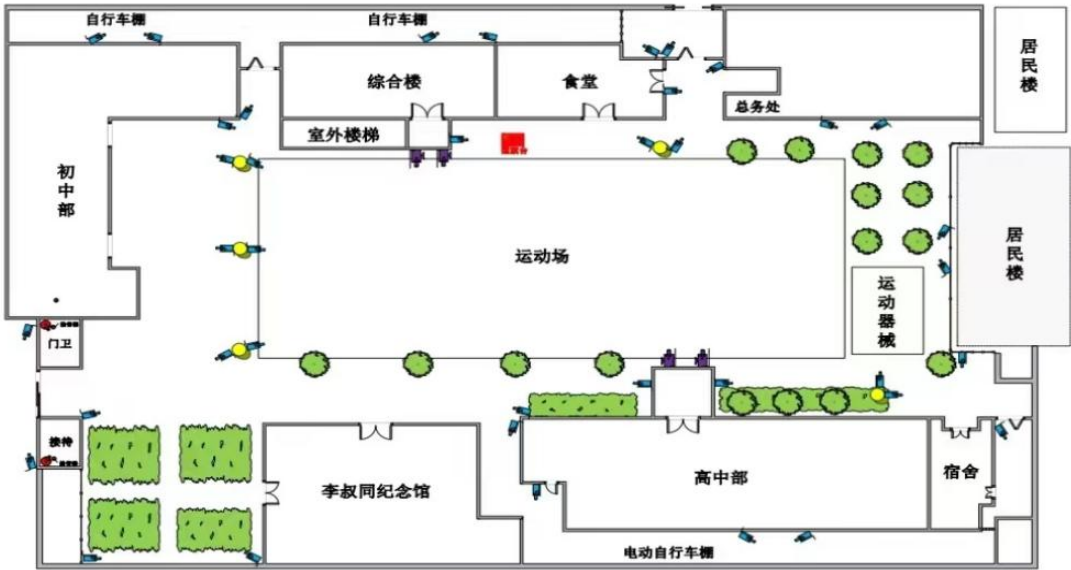 自行车棚
自行车棚
居民楼
综合楼
食堂
总务处
室外楼梯
初中部
运动场
居民楼
运动器械
门卫
接待
李叔同纪念馆
高中部
宿舍
电动自行车棚